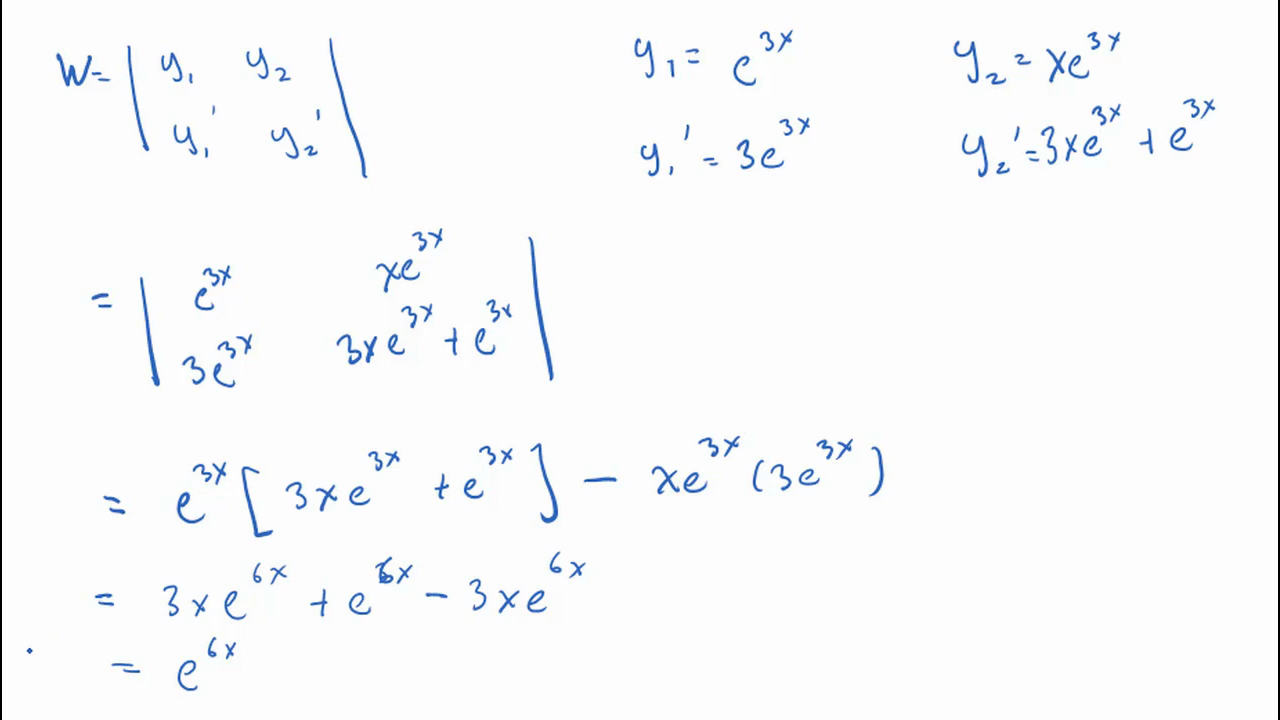 W= | y₁ y₂ |
| y₁' y₂' |
y₁ = e^{3x}
y₁' = 3e^{3x}
y₂ = xe^{3x}
y₂' = 3xe^{3x} + e^{3x}
= | e^{3x} xe^{3x} |
| 3e^{3x} 3xe^{3x} + e^{3x} |
= e^{3x} [ 3xe^{3x} + e^{3x} ] − xe^{3x} (3e^{3x})
= 3xe^{6x} + e^{6x} − 3xe^{6x}
= e^{6x}